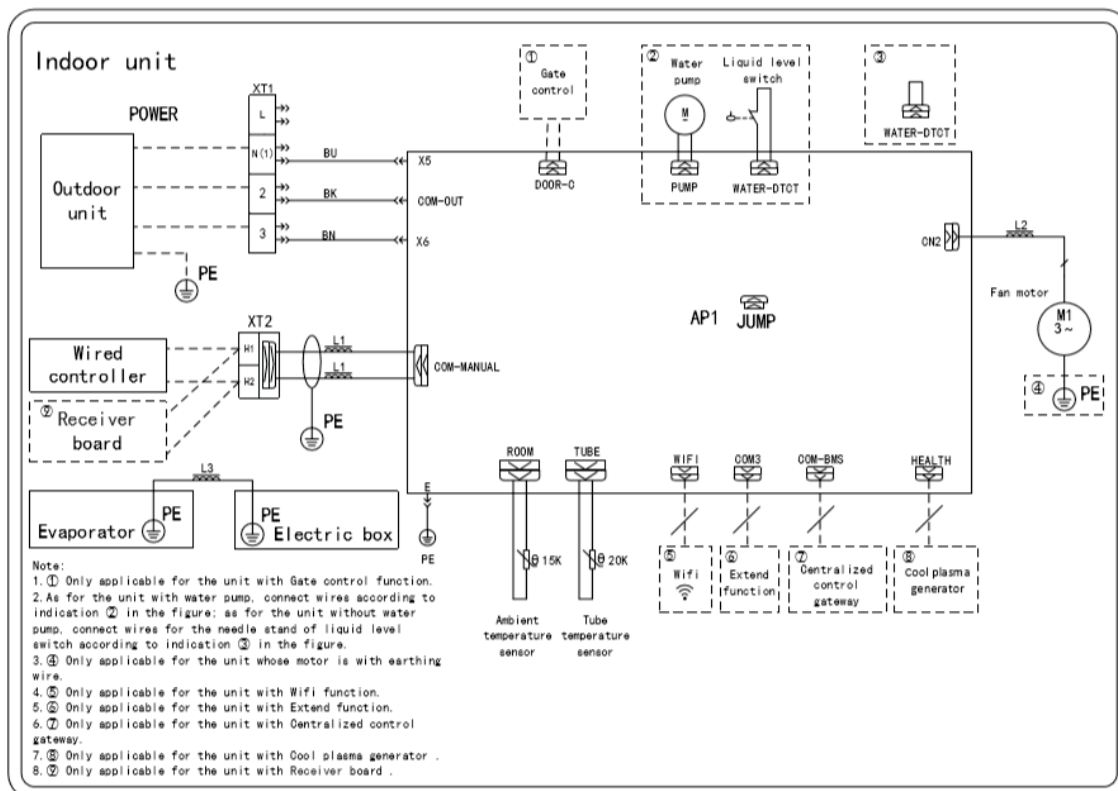 Indoor unit
POWER
XT1
L
N(1)
2
3
Outdoor
unit
PE
BU
BK
BN
X5
COM-OUT
X6
①
Gate
control
DOOR-C
②
Water
pump
Liquid level
switch
M
PUMP
WATER-DTCT
③
WATER-DTCT
CN2
L2
Fan motor
M1
3~
④
PE
AP1
JUMP
XT2
H1
H2
L1
L1
COM-MANUAL
PE
Wired
controller
⑨ Receiver
board
L3
PE
PE
Evaporator
Electric box
E
PE
ROOM
TUBE
θ 15K
θ 20K
Ambient
temperature
sensor
Tube
temperature
sensor
WIFI
COM3
COM-BMS
HEALTH
⑤
Wifi
⑥
Extend
function
⑦
Centralized
control
gateway
⑧
Cool plasma
generator
Note:
1. ① Only applicable for the unit with Gate control function.
2. As for the unit with water pump, connect wires according to
indication ② in the figure; as for the unit without water
pump, connect wires for the needle stand of liquid level
switch according to indication ③ in the figure.
3. ④ Only applicable for the unit whose motor is with earthing
wire.
4. ⑤ Only applicable for the unit with Wifi function.
5. ⑥ Only applicable for the unit with Extend function.
6. ⑦ Only applicable for the unit with Centralized control
gateway.
7. ⑧ Only applicable for the unit with Cool plasma generator .
8. ⑨ Only applicable for the unit with Receiver board .